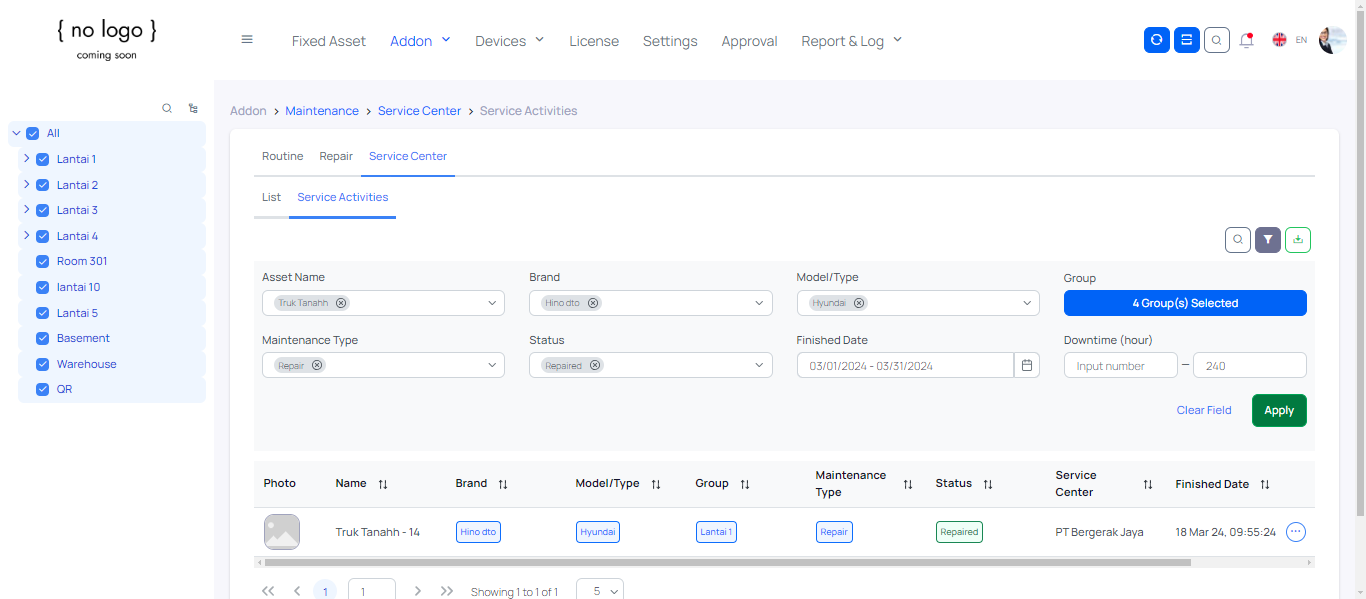 { no logo }
coming soon
Fixed Asset
Addon
Devices
License
Settings
Approval
Report & Log
EN
All
Lantai 1
Lantai 2
Lantai 3
Lantai 4
Room 301
lantai 10
Lantai 5
Basement
Warehouse
QR
Addon > Maintenance > Service Center > Service Activities
Routine Repair Service Center
List Service Activities
Asset Name
Brand
Model/Type
Group
Truk Tanahh
Hino dto
Hyundai
4 Group(s) Selected
Maintenance Type
Status
Finished Date
Downtime (hour)
Repair
Repaired
03/01/2024 - 03/31/2024
Input number – 240
Clear Field
Apply
Photo
Name
Brand
Model/Type
Group
Maintenance
Type
Status
Service
Center
Finished Date
Truk Tanahh - 14
Hino dto
Hyundai
Lantai 1
Repair
Repaired
PT Bergerak Jaya
18 Mar 24, 09:55:24
1
1
Showing 1 to 1 of 1
5